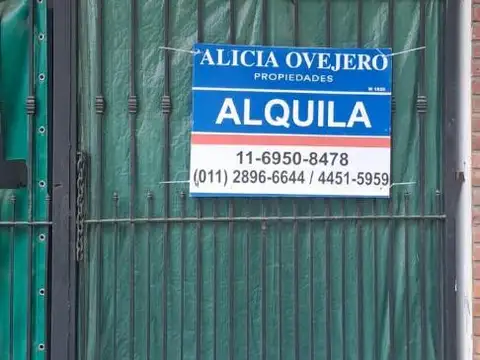 ALICIA OVEJERO
PROPIEDADES
ALQUILA
11-6950-8478
(011) 2896-6644 / 4451-5959